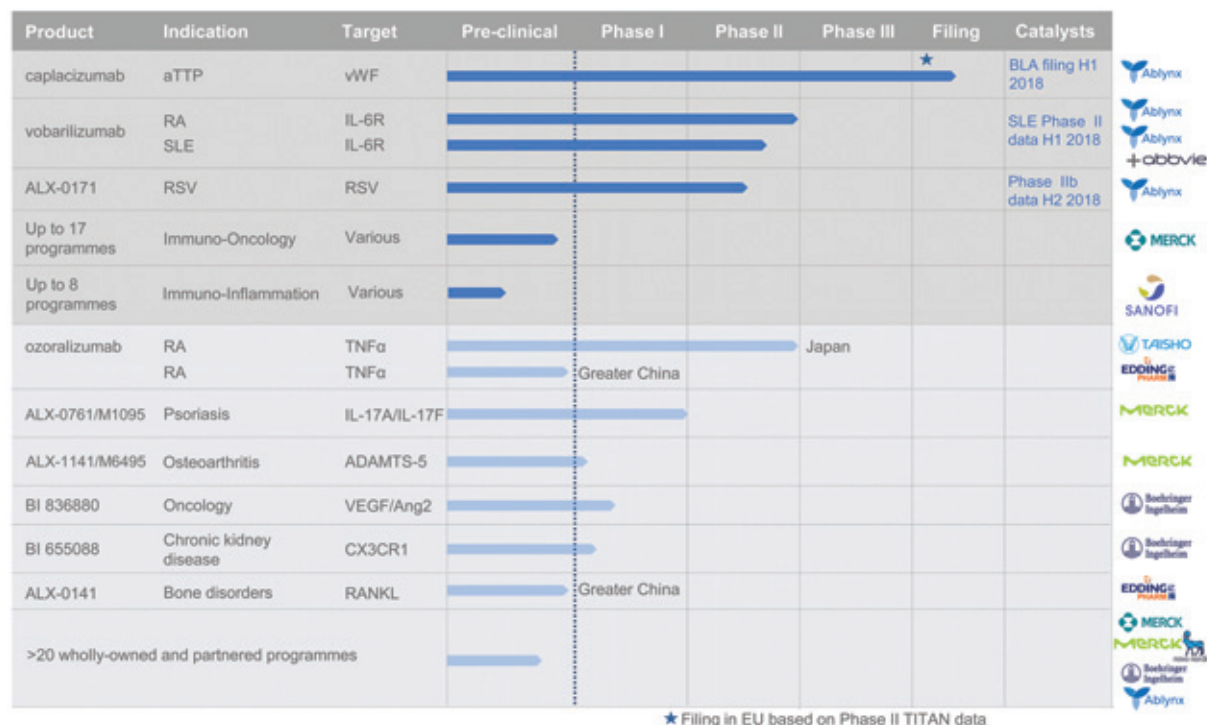 Product Indication Target Pre-clinical Phase I Phase II Phase III Filing Catalysts
caplacizumab aTTP vWF BLA filing H1
2018
Ablynx
vobarilizumab RA IL-6R SLE Phase II
data H1 2018
SLE IL-6R
Ablynx
Ablynx
+abbvie
ALX-0171 RSV RSV Phase IIb
data H2 2018
Ablynx
Up to 17
programmes Immuno-Oncology Various
MERCK
Up to 8
programmes Immuno-Inflammation Various
SANOFI
ozoralizumab RA TNFα Japan
TAISHO
RA TNFα Greater China
EDDING
PHARM
ALX-0761/M1095 Psoriasis IL-17A/IL-17F
MERCK
ALX-1141/M6495 Osteoarthritis ADAMTS-5
MERCK
BI 836880 Oncology VEGF/Ang2
Boehringer
Ingelheim
BI 655088 Chronic kidney
disease CX3CR1
Boehringer
Ingelheim
ALX-0141 Bone disorders RANKL Greater China
EDDING
PHARM
>20 wholly-owned and partnered programmes
MERCK
MERCK
Boehringer
Ingelheim
Ablynx
★ Filing in EU based on Phase II TITAN data